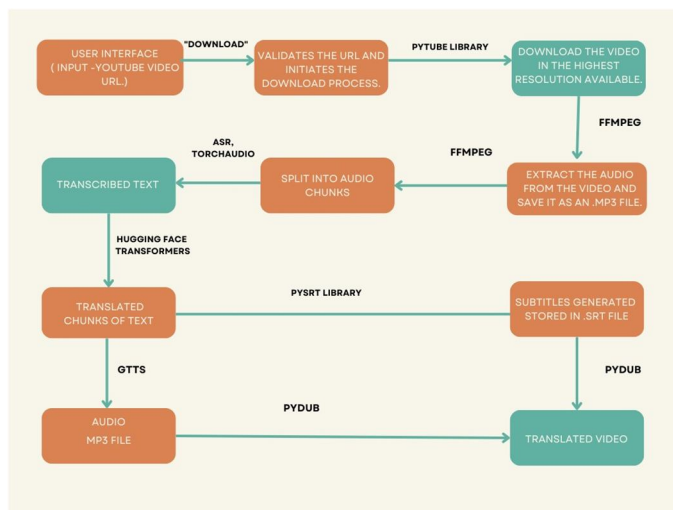 "DOWNLOAD"
PYTUBE LIBRARY
USER INTERFACE
( INPUT -YOUTUBE VIDEO
URL.)
VALIDATES THE URL AND
INITIATES THE
DOWNLOAD PROCESS.
DOWNLOAD THE VIDEO
IN THE HIGHEST
RESOLUTION AVAILABLE.
FFMPEG
ASR,
TORCHAUDIO
FFMPEG
TRANSCRIBED TEXT
SPLIT INTO AUDIO
CHUNKS
EXTRACT THE AUDIO
FROM THE VIDEO AND
SAVE IT AS AN .MP3 FILE.
HUGGING FACE
TRANSFORMERS
PYSRT LIBRARY
TRANSLATED
CHUNKS OF TEXT
SUBTITLES GENERATED
STORED IN .SRT FILE
GTTS
PYDUB
PYDUB
AUDIO
MP3 FILE
TRANSLATED VIDEO